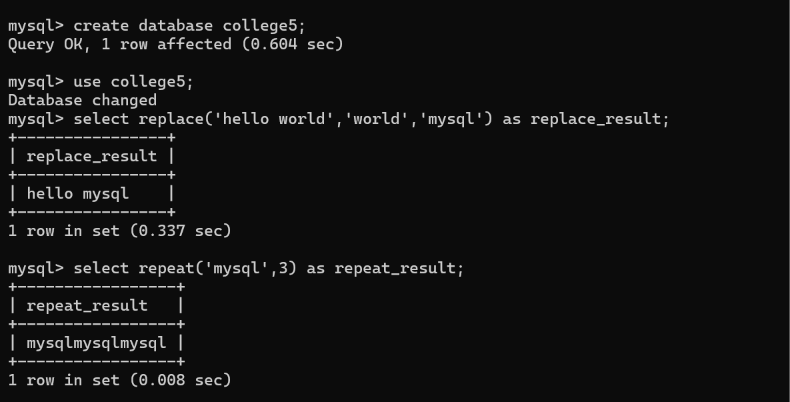 mysql> create database college5;
Query OK, 1 row affected (0.604 sec)

mysql> use college5;
Database changed
mysql> select replace('hello world','world','mysql') as replace_result;
+----------------+
| replace_result |
+----------------+
| hello mysql    |
+----------------+
1 row in set (0.337 sec)

mysql> select repeat('mysql',3) as repeat_result;
+-----------------+
| repeat_result   |
+-----------------+
| mysqlmysqlmysql |
+-----------------+
1 row in set (0.008 sec)